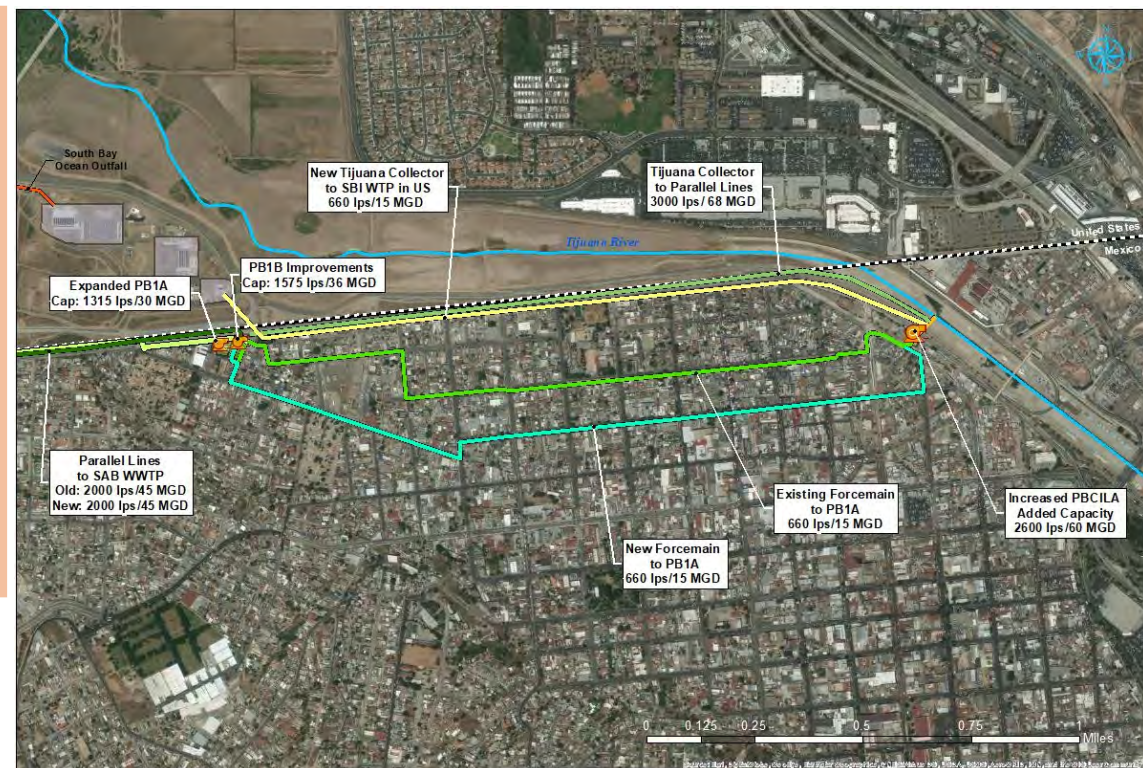 South Bay
Ocean Outfall
New Tijuana Collector
to SBIWTP in US
660 lps/15 MGD
Tijuana Collector
to Parallel Lines
3000 lps/ 68 MGD
United States
Mexico
Tijuana River
PB1B Improvements
Cap: 1575 lps/36 MGD
Expanded PB1A
Cap: 1315 lps/30 MGD
Parallel Lines
to SAB WWTP
Old: 2000 lps/45 MGD
New: 2000 lps/45 MGD
Existing Forcemain
to PB1A
660 lps/15 MGD
Increased PBCILA
Added Capacity
2600 lps/60 MGD
New Forcemain
to PB1A
660 lps/15 MGD
0 0.125 0.25 0.5 0.75 1
Miles